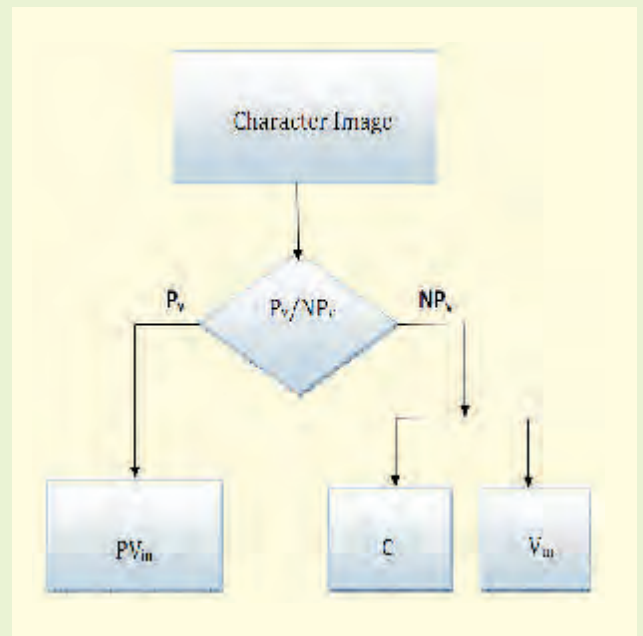 Character Image
Pᵥ
Pᵥ/NPᵥ
NPᵥ
PVₘ
C
Vₘ